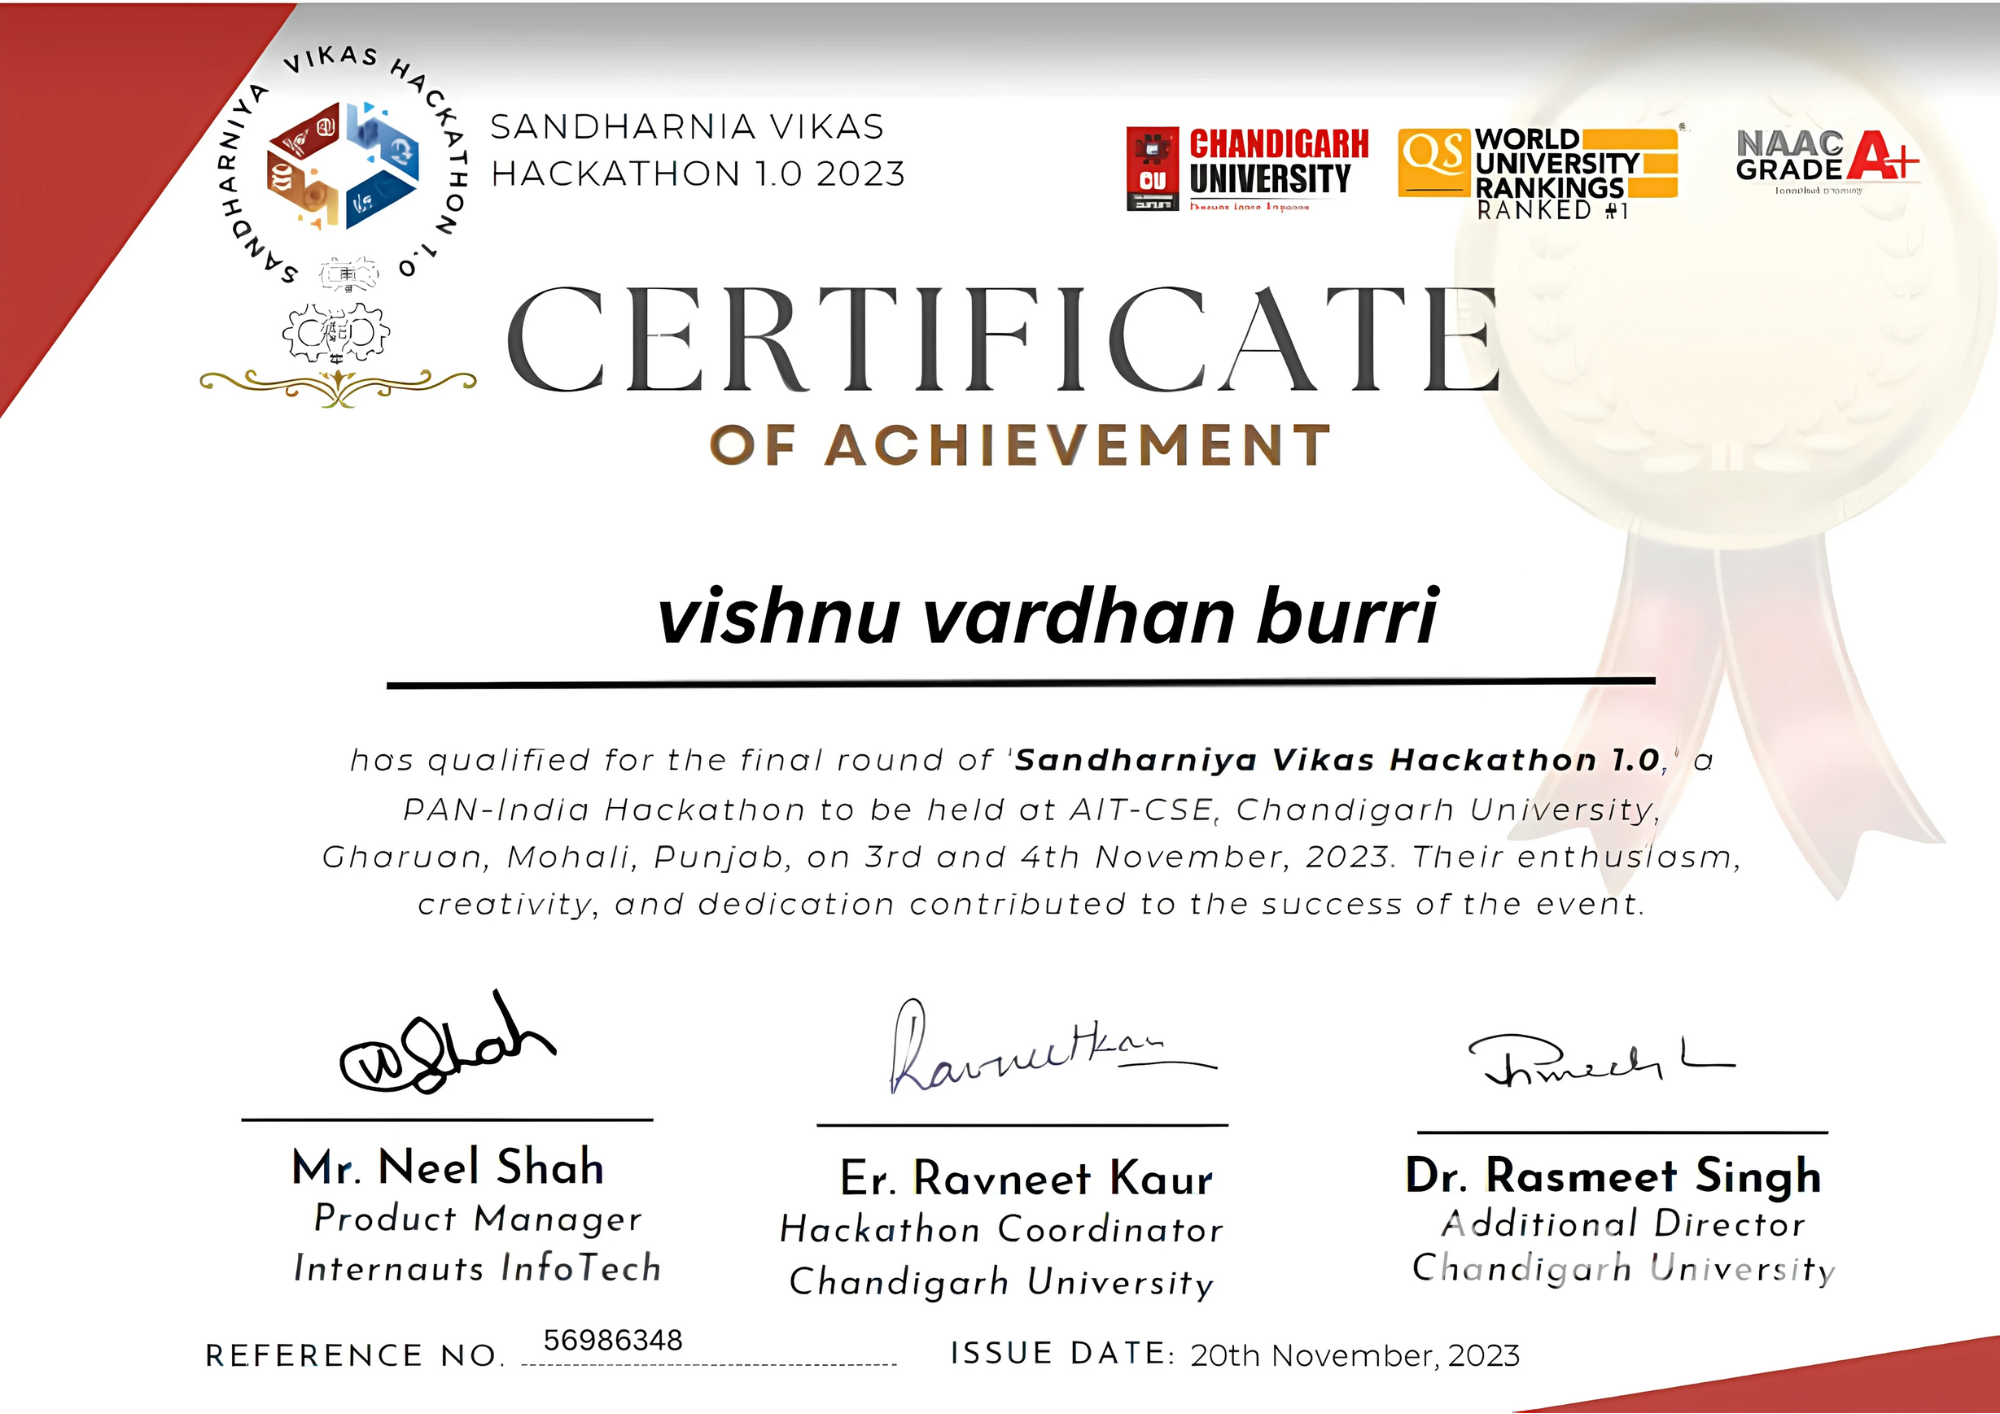 SANDHARNIYA VIKAS HACKATHON 1.0
SANDHARNIA VIKAS
HACKATHON 1.0 2023
CU
CHANDIGARH
UNIVERSITY
QS
WORLD
UNIVERSITY
RANKINGS
RANKED #1
NAAC
GRADE A+
CERTIFICATE
OF ACHIEVEMENT
vishnu vardhan burri
has qualified for the final round of 'Sandharniya Vikas Hackathon 1.0,' a
PAN-India Hackathon to be held at AIT-CSE, Chandigarh University,
Gharuan, Mohali, Punjab, on 3rd and 4th November, 2023. Their enthusiasm,
creativity, and dedication contributed to the success of the event.
Shah
Ravneetkau
Mr. Neel Shah
Product Manager
Internauts InfoTech
Er. Ravneet Kaur
Hackathon Coordinator
Chandigarh University
Dr. Rasmeet Singh
Additional Director
Chandigarh University
REFERENCE NO. 56986348
ISSUE DATE: 20th November, 2023